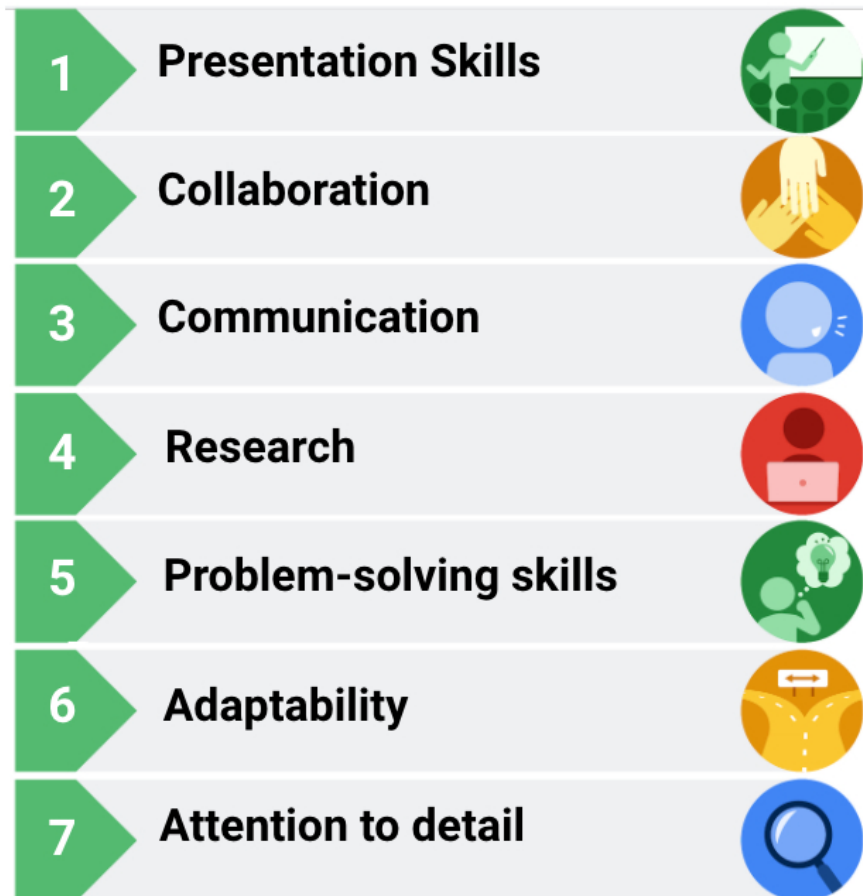 1 Presentation Skills
2 Collaboration
3 Communication
4 Research
5 Problem-solving skills
6 Adaptability
7 Attention to detail